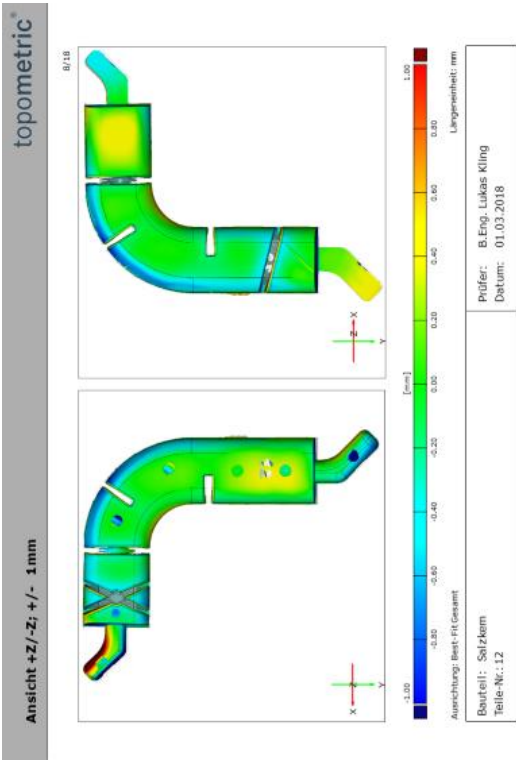 Ansicht +Z/-Z; +/- 1mm
topometric®
8/18
X
Z
Y
X
Z
Y
[mm]
-1.00
-0.80
-0.60
-0.40
-0.20
0.00
0.20
0.40
0.60
0.80
1.00
Ausrichtung: Best-Fit Gesamt
Längeneinheit: mm
Bauteil: Salzkern
Teile-Nr.: 12
Prüfer: B.Eng. Lukas Kling
Datum: 01.03.2018